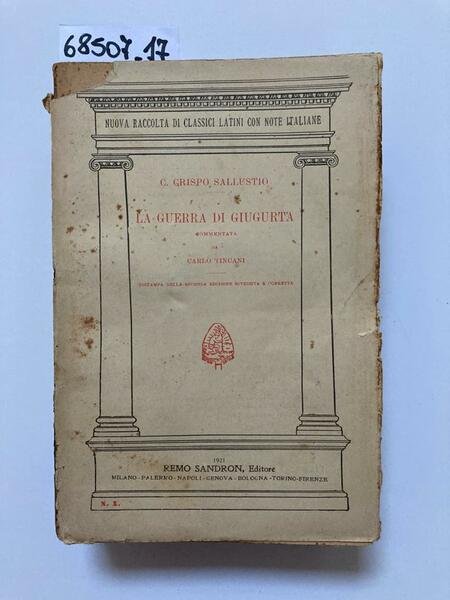 68507_17
NUOVA RACCOLTA DI CLASSICI LATINI CON NOTE ITALIANE
C. CRISPO SALLUSTIO
LA GUERRA DI GIUGURTA
COMMENTATA
DA
CARLO TINCANI
RISTAMPA DELLA SECONDA EDIZIONE RIVEDUTA E CORRETTA
1921
REMO SANDRON, Editore
MILANO - PALERMO - NAPOLI - GENOVA - BOLOGNA - TORINO - FIRENZE
N. 2.